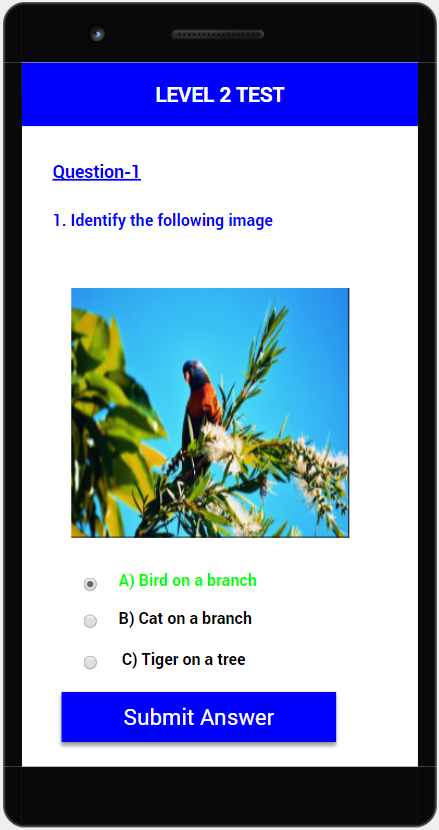 LEVEL 2 TEST
Question-1
1. Identify the following image
A) Bird on a branch
B) Cat on a branch
C) Tiger on a tree
Submit Answer